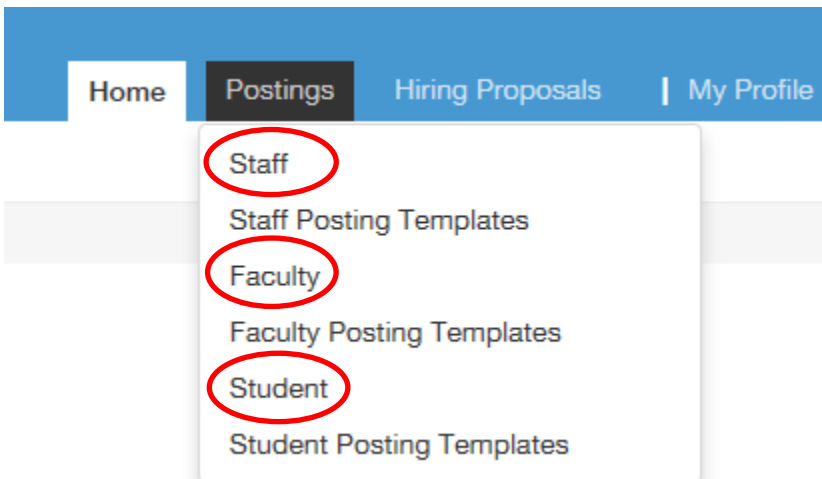 Home Postings Hiring Proposals | My Profile
Staff
Staff Posting Templates
Faculty
Faculty Posting Templates
Student
Student Posting Templates